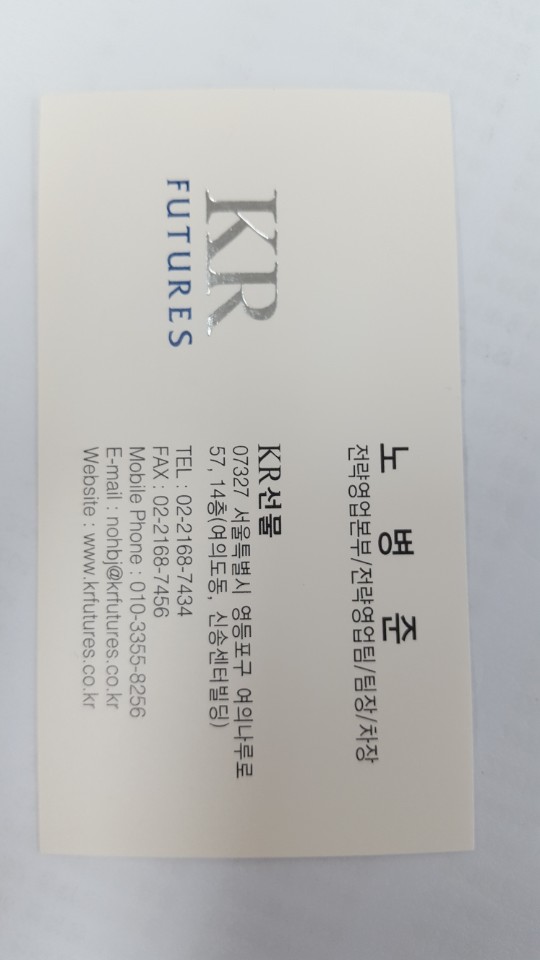 KR
FUTURES
노 병 준
전략영업본부/전략영업팀/팀장/차장
KR선물
07327 서울특별시 영등포구 여의나루로
57, 14층(여의도동, 신송센터빌딩)
TEL : 02-2168-7434
FAX : 02-2168-7456
Mobile Phone : 010-3355-8256
E-mail : nohbj@krfutures.co.kr
Website : www.krfutures.co.kr